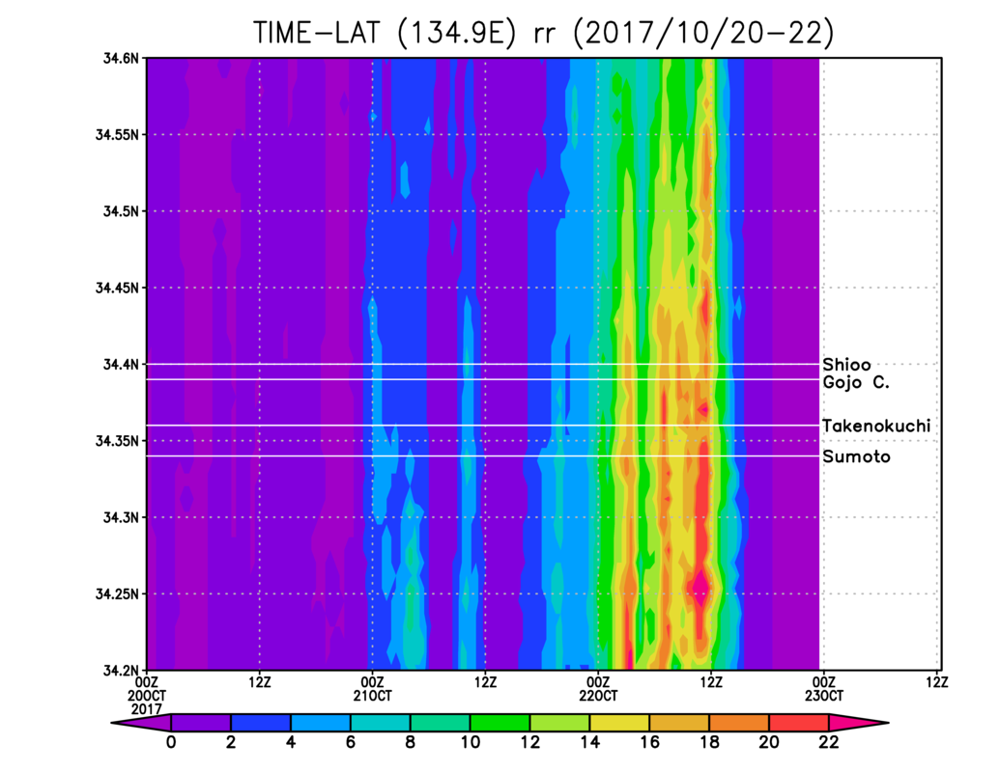 TIME-LAT (134.9E) rr (2017/10/20-22)
34.6N
34.55N
34.5N
34.45N
34.4N
Shioo
Gojo C.
Takenokuchi
34.35N
Sumoto
34.3N
34.25N
34.2N
00Z 12Z 00Z 12Z 00Z 12Z 00Z 12Z
20OCT 21OCT 22OCT 23OCT
2017
0 2 4 6 8 10 12 14 16 18 20 22